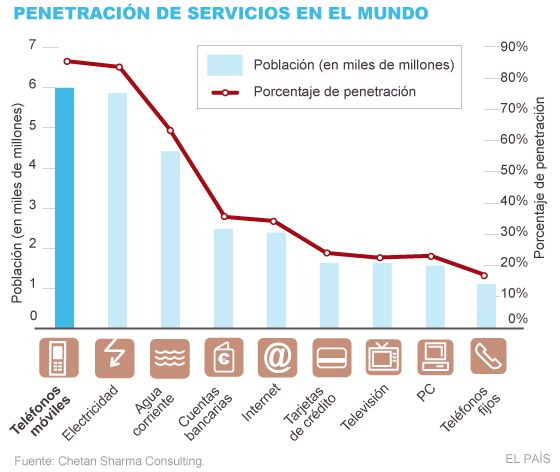 PENETRACIÓN DE SERVICIOS EN EL MUNDO
Población (en miles de millones)
7
6
5
4
3
2
1
0
Población (en miles de millones)
Porcentaje de penetración
90%
80%
70%
60%
50%
40%
30%
20%
10%
0%
Porcentaje de penetración
€
@
Teléfonos
móviles
Electricidad
Agua
corriente
Cuentas
bancarias
Internet
Tarjetas
de crédito
Televisión
PC
Teléfonos
fijos
Fuente: Chetan Sharma Consulting.
EL PAÍS